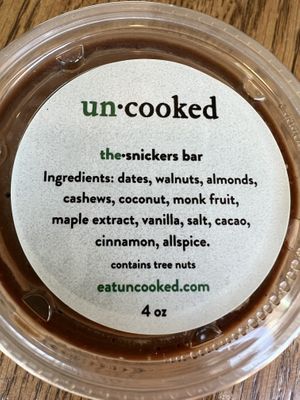 un·cooked
the•snickers bar
Ingredients: dates, walnuts, almonds,
cashews, coconut, monk fruit,
maple extract, vanilla, salt, cacao,
cinnamon, allspice.
contains tree nuts
eatuncooked.com
4 oz